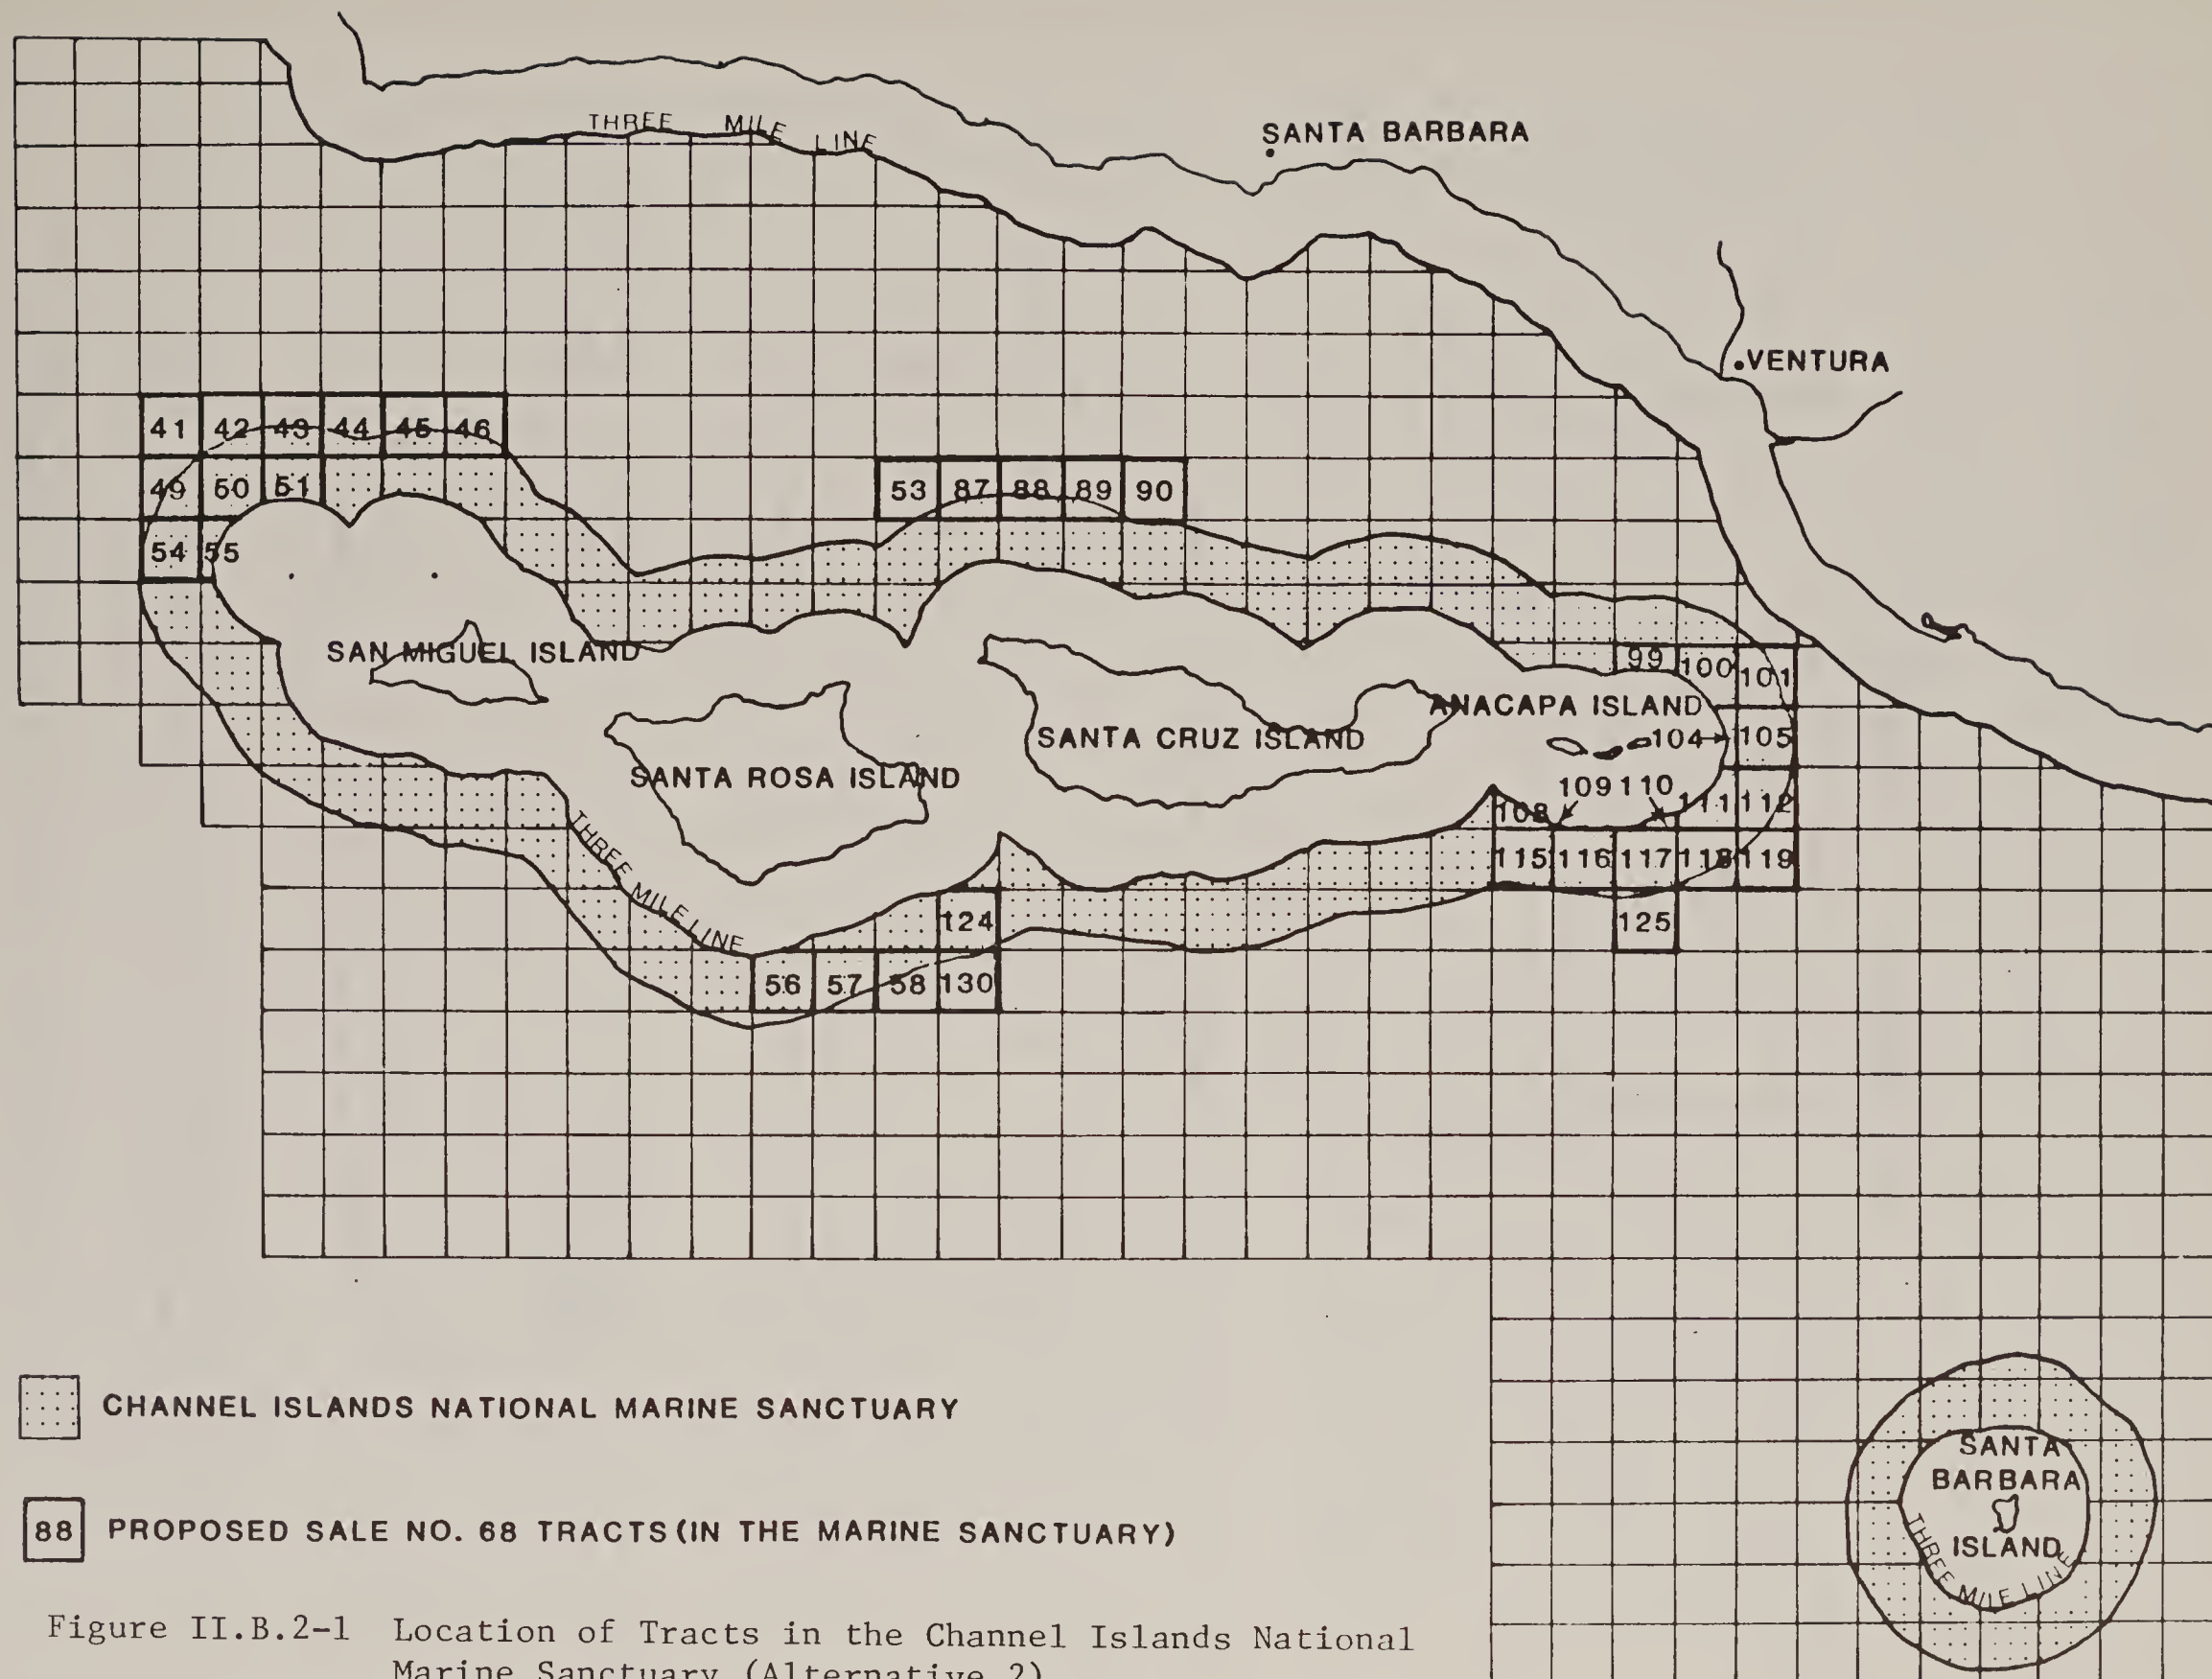 THREE MILE LINE
SANTA BARBARA
VENTURA
41 42 43 44 45 46
49 50 51
53 87 88 89 90
54 55
SAN MIGUEL ISLAND
99 100 101
ANACAPA ISLAND
SANTA CRUZ ISLAND
104 105
SANTA ROSA ISLAND
109 110
108 111 112
THREE MILE LINE
115 116 117 118 119
124
125
56 57 58 130
CHANNEL ISLANDS NATIONAL MARINE SANCTUARY
SANTA
BARBARA
ISLAND
THREE MILE LINE
88 PROPOSED SALE NO. 68 TRACTS (IN THE MARINE SANCTUARY)
Figure II.B.2-1 Location of Tracts in the Channel Islands National
Marine Sanctuary (Alternative 2)